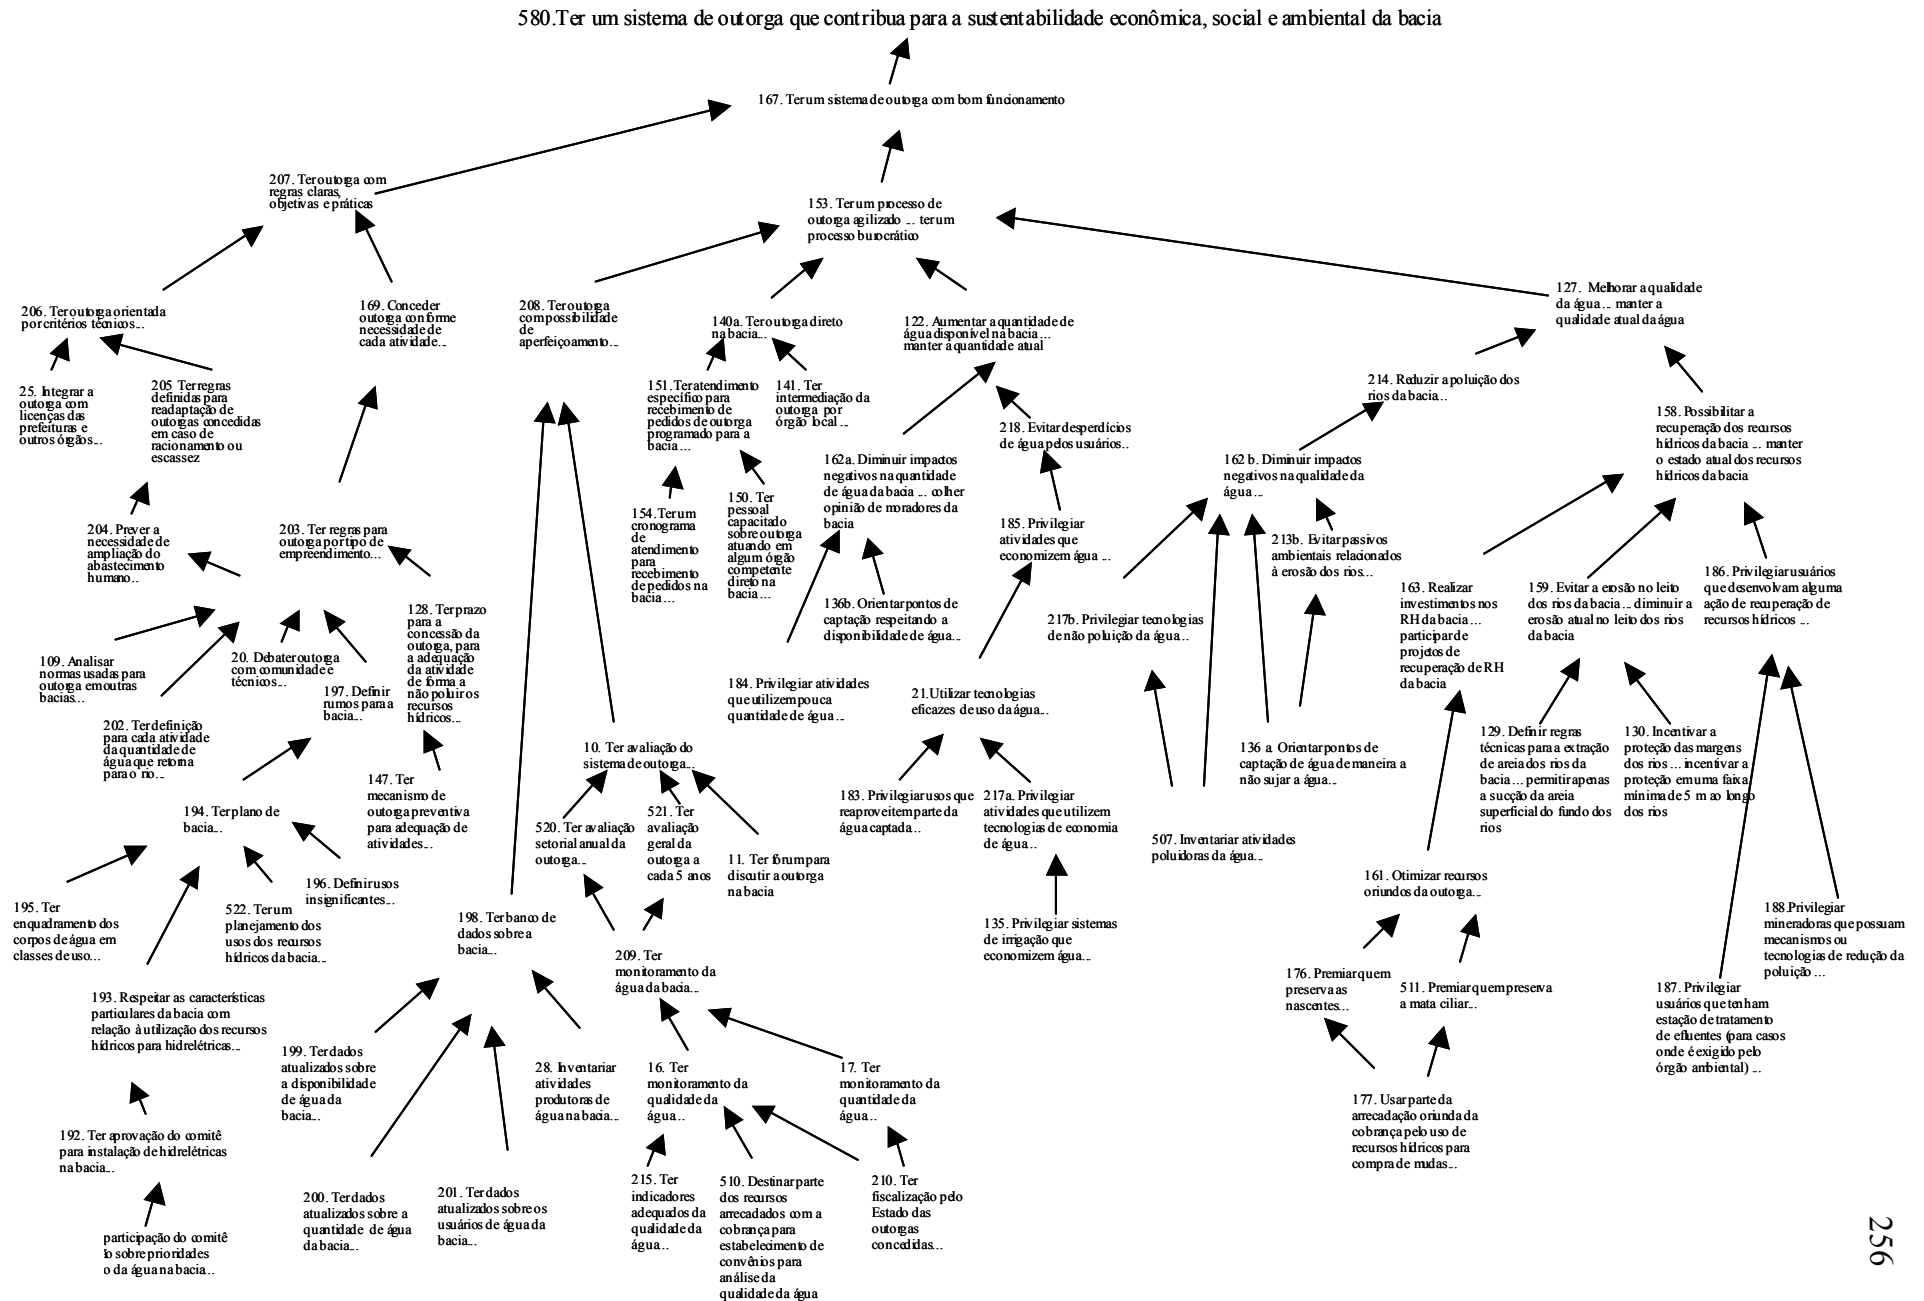 580.Ter um sistema de outorga que contribua para a sustentabilidade econômica, social e ambiental da bacia
167. Ter um sistema de outorga com bom funcionamento
207. Ter outorga com
regras claras,
objetivas e práticas
153. Ter um processo de
outorga agilizado ... ter um
processo burocrático
206. Ter outorga orientada
por critérios técnicos...
169. Conceder
outorga conforme
necessidade de
cada atividade...
208. Ter outorga
com possibilidade
de
aperfeiçoamento...
140a. Ter outorga direto
na bacia...
122. Aumentar a quantidade de
água disponível na bacia ...
manter a quantidade atual
127. Melhorar a qualidade
da água ... manter a
qualidade atual da água
25. Integrar a
outorga com
licenças das
prefeituras e
outros órgãos...
205 Ter regras
definidas para
readaptação de
outorgas concedidas
em caso de
racionamento ou
escassez
151. Ter atendimento
específico para
recebimento de
pedidos de outorga
programado para a
bacia ...
141. Ter
intermediação da
outorga por
órgão local ...
218. Evitar desperdícios
de água pelos usuários...
214. Reduzir a poluição dos
rios da bacia...
158. Possibilitar a
recuperação dos recursos
hídricos da bacia ... manter
o estado atual dos recursos
hídricos da bacia
162a. Diminuir impactos
negativos na quantidade
de água da bacia ... colher
opinião de moradores da
bacia
162 b. Diminuir impactos
negativos na qualidade da
água ...
204. Prever a
necessidade de
ampliação do
abastecimento
humano...
203. Ter regras para
outorga por tipo de
empreendimento...
154. Ter um
cronograma
de
atendimento
para
recebimento
de pedidos na
bacia ...
150. Ter
pessoal
capacitado
sobre outorga
atuando em
algum órgão
competente
direto na
bacia ...
185. Privilegiar
atividades que
economizem água ...
213b. Evitar passivos
ambientais relacionados
à erosão dos rios...
136b. Orientar pontos de
captação respeitando a
disponibilidade de água...
217b. Privilegiar tecnologias
de não poluição da água...
163. Realizar
investimentos nos
RH da bacia ...
participar de
projetos de
recuperação de RH
da bacia
159. Evitar a erosão no leito
dos rios da bacia ... diminuir a
erosão atual no leito dos rios
da bacia
186. Privilegiar usuários
que desenvolvam alguma
ação de recuperação de
recursos hídricos ...
109. Analisar
normas usadas para
outorga em outras
bacias...
20. Debater outorga
com comunidade e
técnicos...
128. Ter prazo
para a
concessão da
outorga, para
a adequação
da atividade
de forma a
não poluir os
recursos
hídricos...
197. Definir
rumos para a
bacia...
202. Ter definição
para cada atividade
da quantidade de
água que retorna
para o rio...
184. Privilegiar atividades
que utilizem pouca
quantidade de água ...
21.Utilizar tecnologias
eficazes de uso da água...
10. Ter avaliação do
sistema de outorga...
136 a. Orientar pontos de
captação de água de maneira a
não sujar a água...
129. Definir regras
técnicas para a extração
de areia dos rios da
bacia ... permitir apenas
a sucção da areia
superficial do fundo dos
rios
130. Incentivar a
proteção das margens
dos rios ... incentivar a
proteção em uma faixa
mínima de 5 m ao longo
dos rios
147. Ter
mecanismo de
outorga preventiva
para adequação de
atividades...
194. Ter plano de
bacia...
520. Ter avaliação
setorial anual da
outorga...
521. Ter
avaliação
geral da
outorga a
cada 5 anos
11. Ter fórum para
discutir a outorga
na bacia
183. Privilegiar usos que
reaproveitem parte da
água captada...
217a. Privilegiar
atividades que utilizem
tecnologias de economia
de água...
507. Inventariar atividades
poluidoras da água...
196. Definir usos
insignificantes...
195. Ter
enquadramento dos
corpos de água em
classes de uso...
522. Ter um
planejamento dos
usos dos recursos
hídricos da bacia...
198. Ter banco de
dados sobre a
bacia...
135. Privilegiar sistemas
de irrigação que
economizem água...
161. Otimizar recursos
oriundos da outorga...
188.Privilegiar
mineradoras que possuam
mecanismos ou
tecnologias de redução da
poluição ...
209. Ter
monitoramento da
água da bacia...
176. Premiar quem
preserva as
nascentes...
511. Premiar quem preserva
a mata ciliar...
187. Privilegiar
usuários que tenham
estação de tratamento
de efluentes (para casos
onde é exigido pelo
órgão ambiental) ...
193. Respeitar as características
particulares da bacia com
relação à utilização dos recursos
hídricos para hidrelétricas...
199. Ter dados
atualizados sobre
a disponibilidade
de água da
bacia...
28. Inventariar
atividades
produtoras de
água na bacia...
16. Ter
monitoramento da
qualidade da
água...
17. Ter
monitoramento da
quantidade da
água...
177. Usar parte da
arrecadação oriunda da
cobrança pelo uso de
recursos hídricos para
compra de mudas...
192. Ter aprovação do comitê
para instalação de hidrelétricas
na bacia...
200. Ter dados
atualizados sobre a
quantidade de água
da bacia...
201. Ter dados
atualizados sobre os
usuários de água da
bacia...
215. Ter
indicadores
adequados da
qualidade da
água...
510. Destinar parte
dos recursos
arrecadados com a
cobrança para
estabelecimento de
convênios para
análise da
qualidade da água
210. Ter
fiscalização pelo
Estado das
outorgas
concedidas...
participação do comitê
o sobre prioridades
o da água na bacia...
256